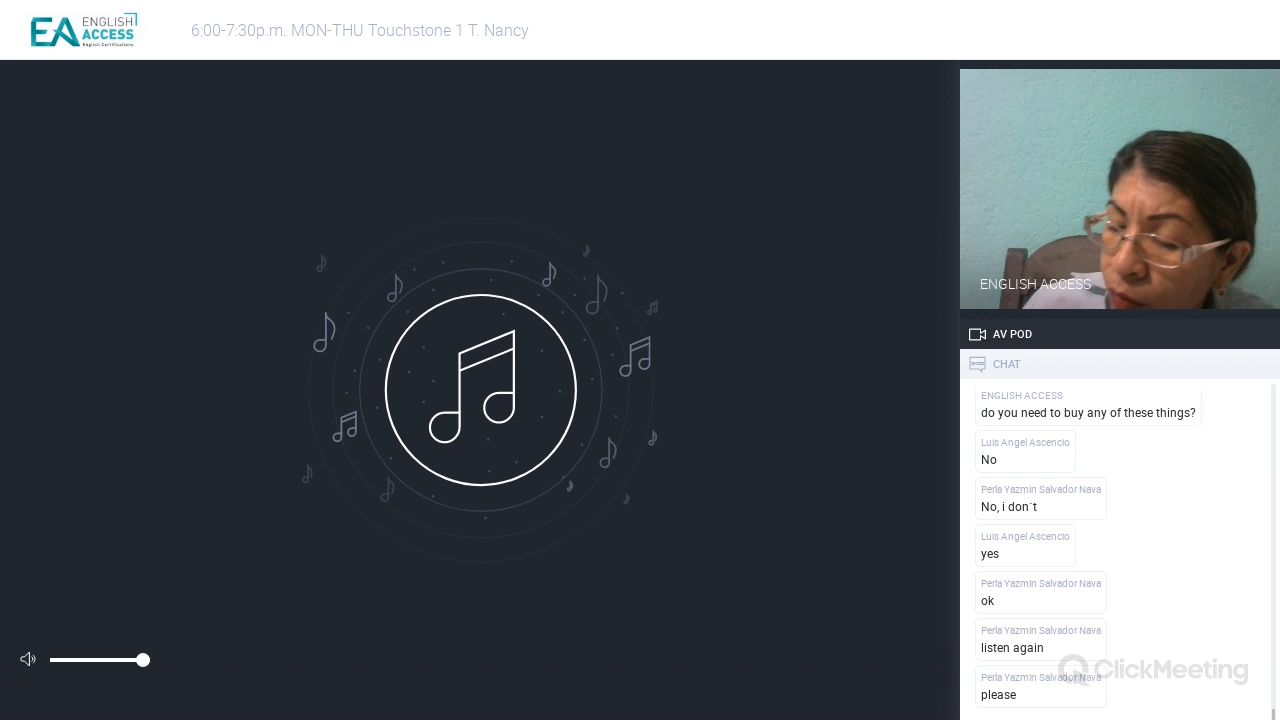 EA ENGLISH
ACCESS
English Certifications
6:00-7:30p.m. MON-THU Touchstone 1 T. Nancy
ENGLISH ACCESS
AV POD
CHAT
ENGLISH ACCESS
do you need to buy any of these things?
Luis Angel Ascencio
No
Perla Yazmin Salvador Nava
No, i don`t
Luis Angel Ascencio
yes
Perla Yazmin Salvador Nava
ok
Perla Yazmin Salvador Nava
listen again
Perla Yazmin Salvador Nava
please
ClickMeeting